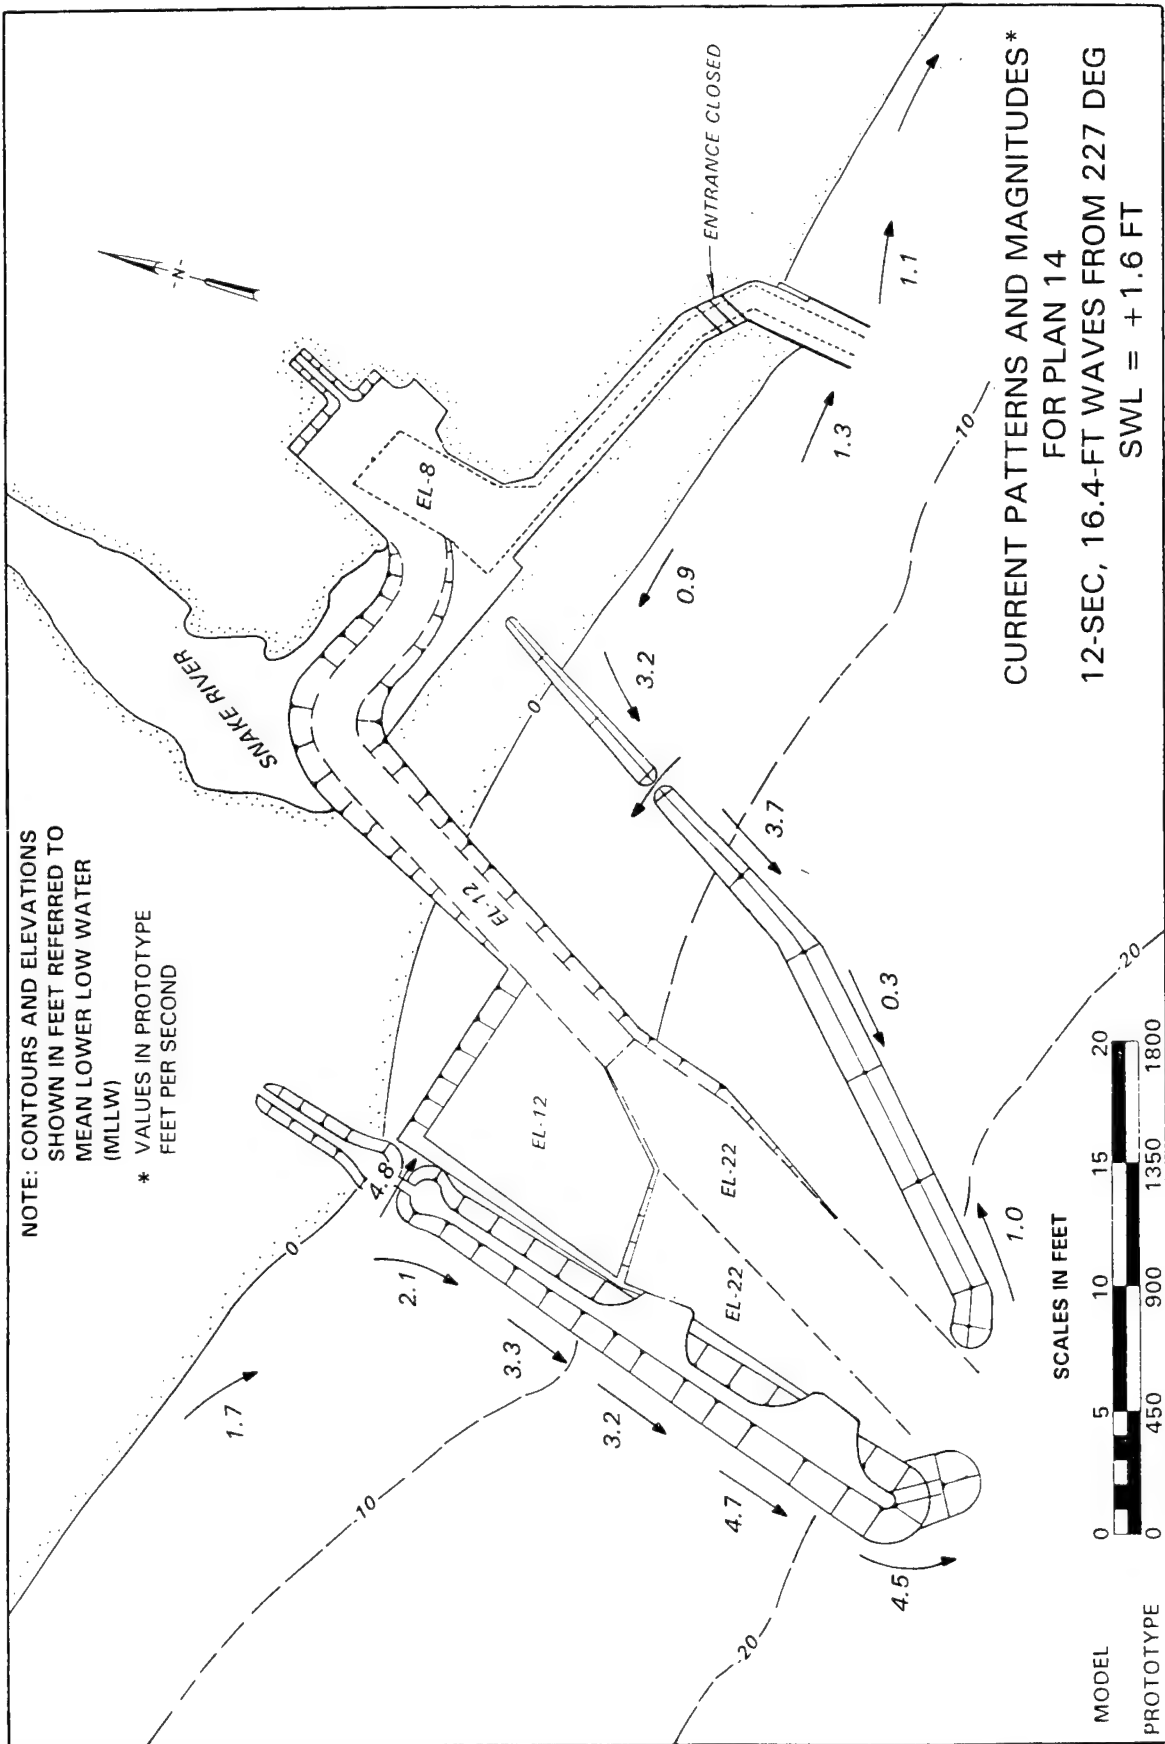 NOTE: CONTOURS AND ELEVATIONS
SHOWN IN FEET REFERRED TO
MEAN LOWER LOW WATER
(MLLW)
* VALUES IN PROTOTYPE
FEET PER SECOND
SNAKE RIVER
-N-
ENTRANCE CLOSED
EL-8
EL-12
EL-12
EL-22
EL-22
0
0
-10
-10
-20
-20
1.7
2.1
4.8
3.3
3.2
4.7
4.5
1.0
0.3
3.7
3.2
0.9
1.3
1.1
SCALES IN FEET
MODEL 0 5 10 15 20
PROTOTYPE 0 450 900 1350 1800
CURRENT PATTERNS AND MAGNITUDES*
FOR PLAN 14
12-SEC, 16.4-FT WAVES FROM 227 DEG
SWL = +1.6 FT